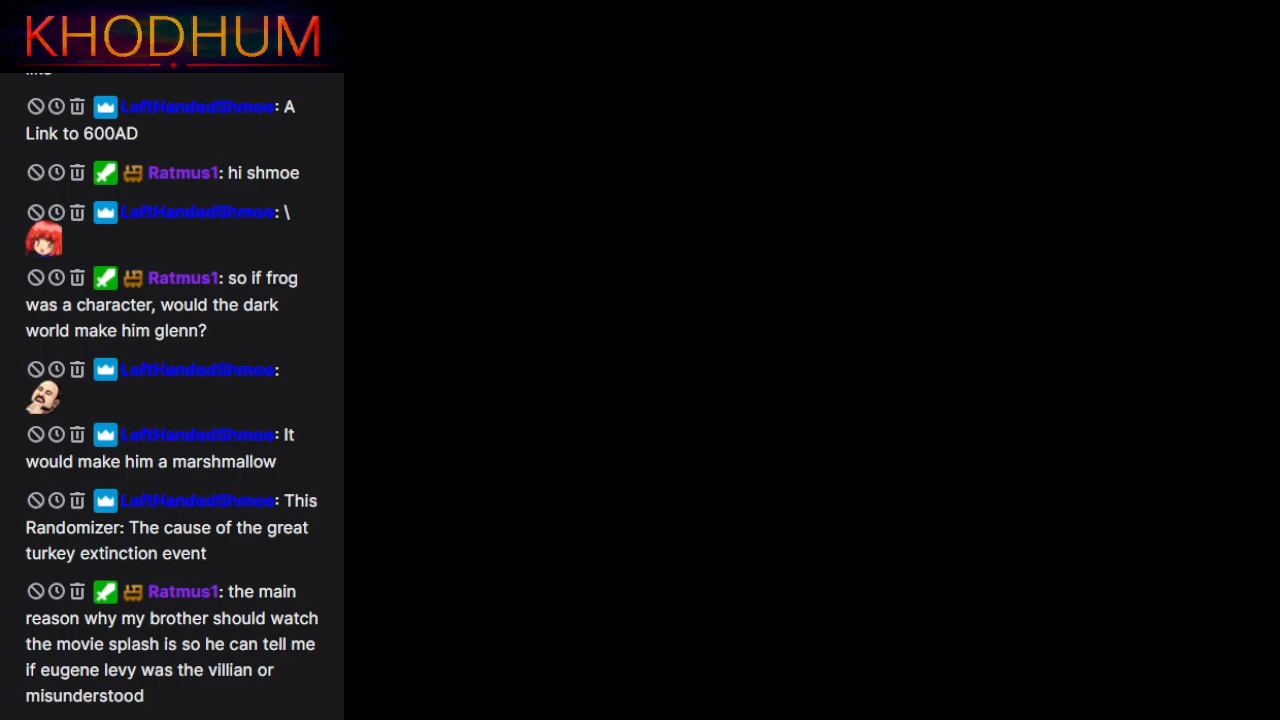 KHODHUM
LeftHandedShmoe: A
Link to 600AD
Ratmus1: hi shmoe
LeftHandedShmoe: \
Ratmus1: so if frog
was a character, would the dark
world make him glenn?
LeftHandedShmoe:
LeftHandedShmoe: It
would make him a marshmallow
LeftHandedShmoe: This
Randomizer: The cause of the great
turkey extinction event
Ratmus1: the main
reason why my brother should watch
the movie splash is so he can tell me
if eugene levy was the villian or
misunderstood